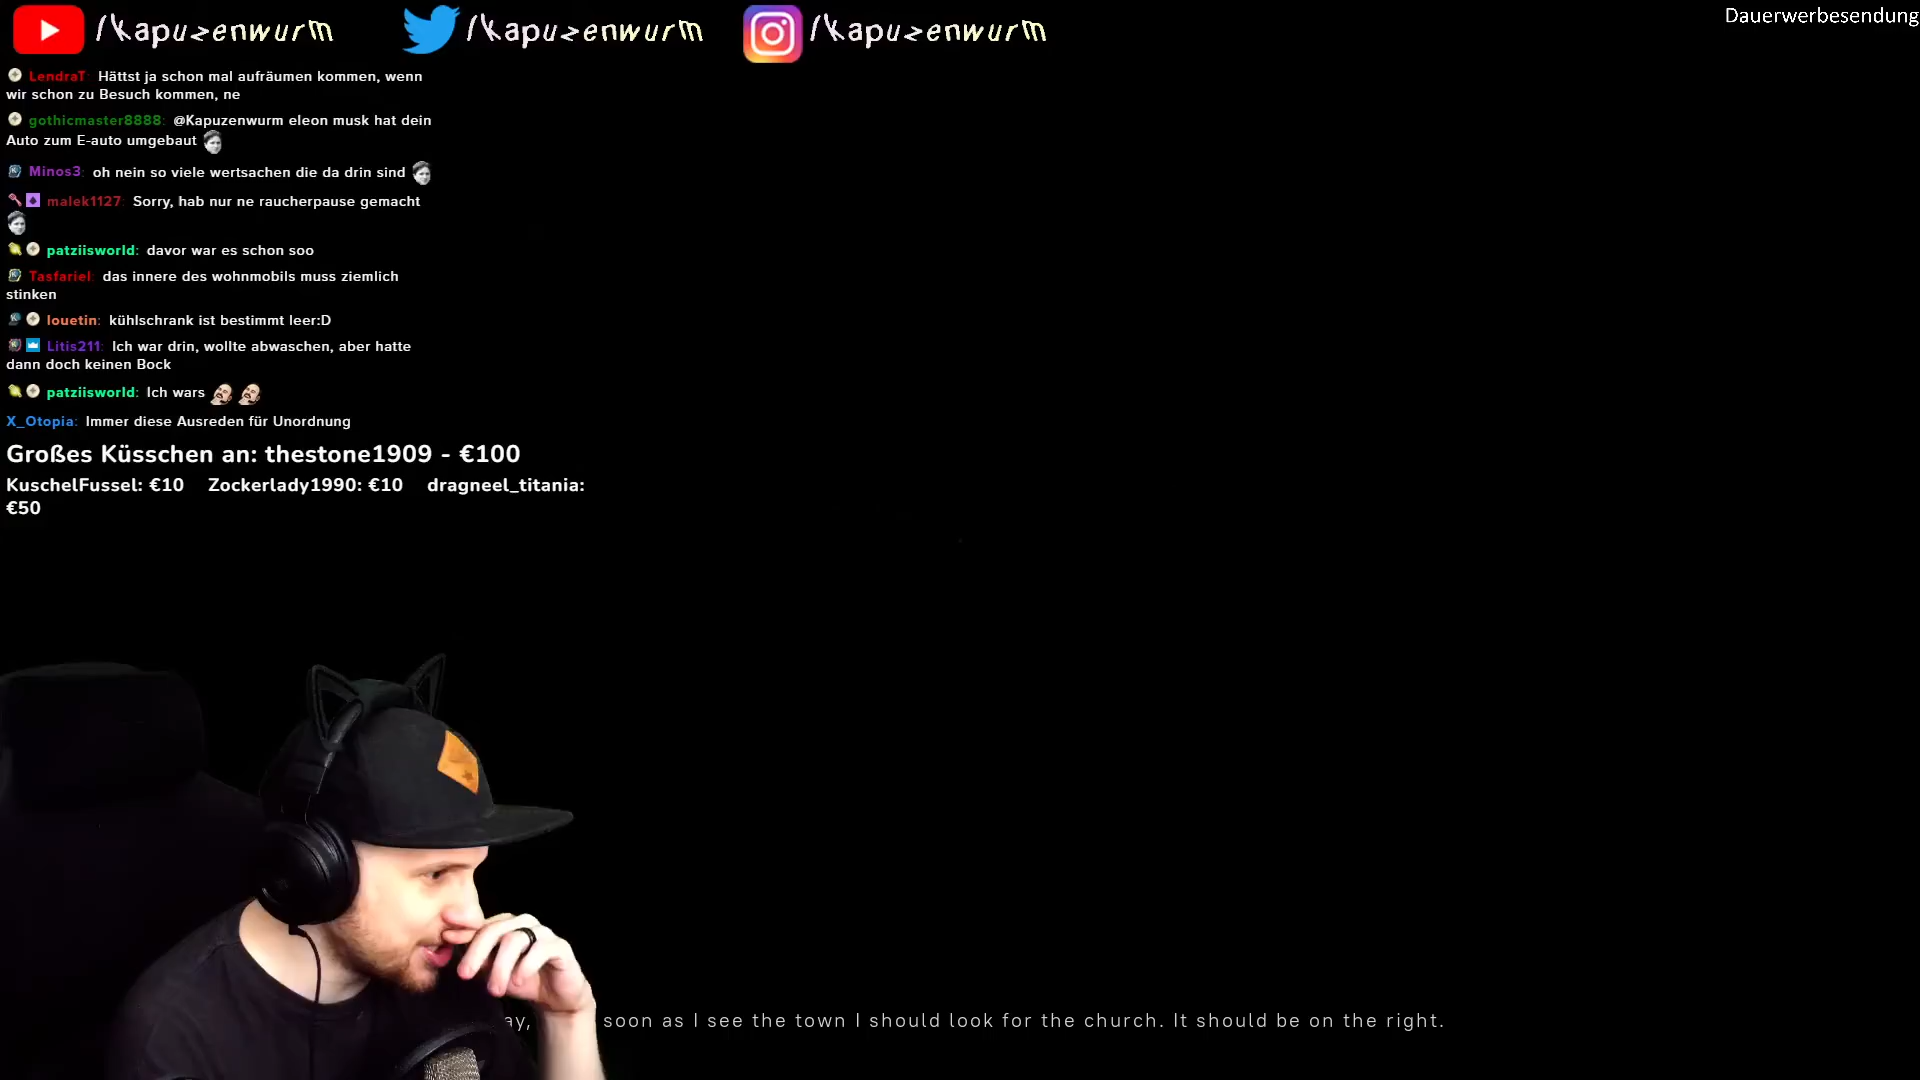 /kapuzenwurm /kapuzenwurm /kapuzenwurm
Dauerwerbesendung
LendraT: Hättst ja schon mal aufräumen kommen, wenn
wir schon zu Besuch kommen, ne
gothicmaster8888: @Kapuzenwurm eleon musk hat dein
Auto zum E-auto umgebaut
Minos3: oh nein so viele wertsachen die da drin sind
malek1127: Sorry, hab nur ne raucherpause gemacht
patziisworld: davor war es schon soo
Tasfariel: das innere des wohnmobils muss ziemlich
stinken
louetin: kühlschrank ist bestimmt leer:D
Litis211: Ich war drin, wollte abwaschen, aber hatte
dann doch keinen Bock
patziisworld: Ich wars
X_Otopia: Immer diese Ausreden für Unordnung
Großes Küsschen an: thestone1909 - €100
KuschelFussel: €10 Zockerlady1990: €10 dragneel_titania:
€50
soon as I see the town I should look for the church. It should be on the right.